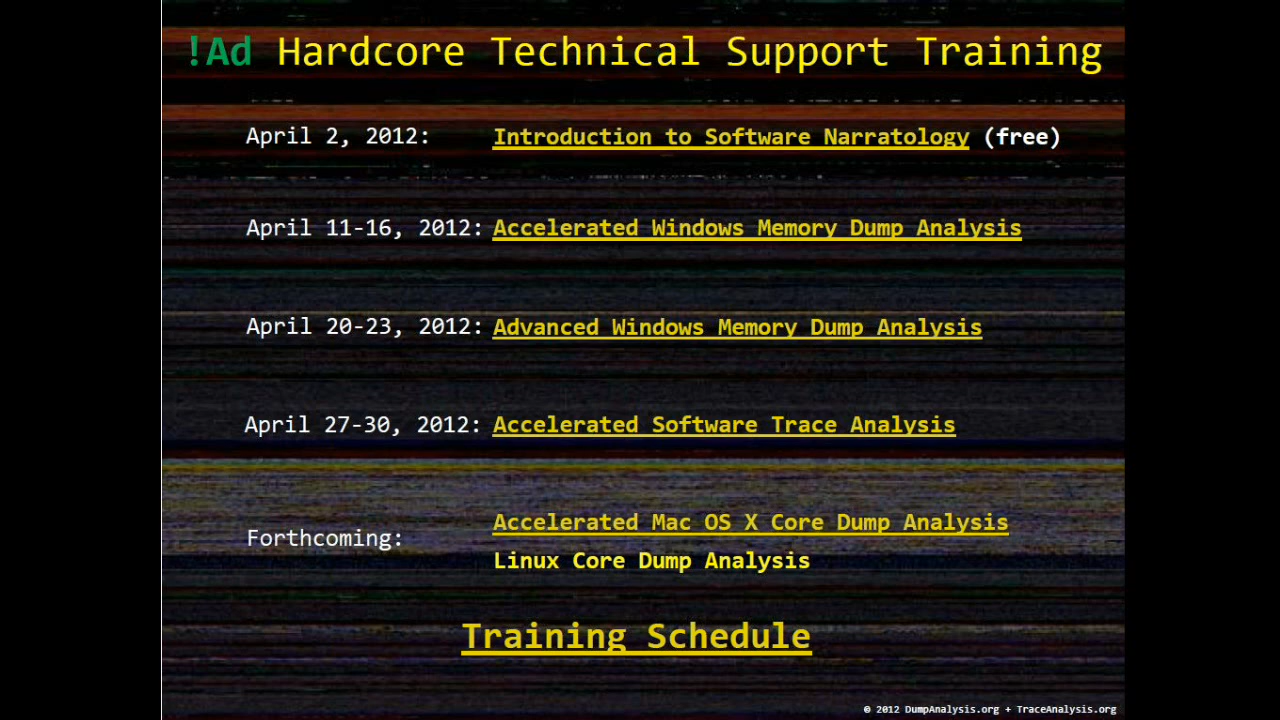 !Ad Hardcore Technical Support Training
April 2, 2012: Introduction to Software Narratology (free)
April 11-16, 2012: Accelerated Windows Memory Dump Analysis
April 20-23, 2012: Advanced Windows Memory Dump Analysis
April 27-30, 2012: Accelerated Software Trace Analysis
Forthcoming: Accelerated Mac OS X Core Dump Analysis
Linux Core Dump Analysis
Training Schedule
© 2012 DumpAnalysis.org + TraceAnalysis.org